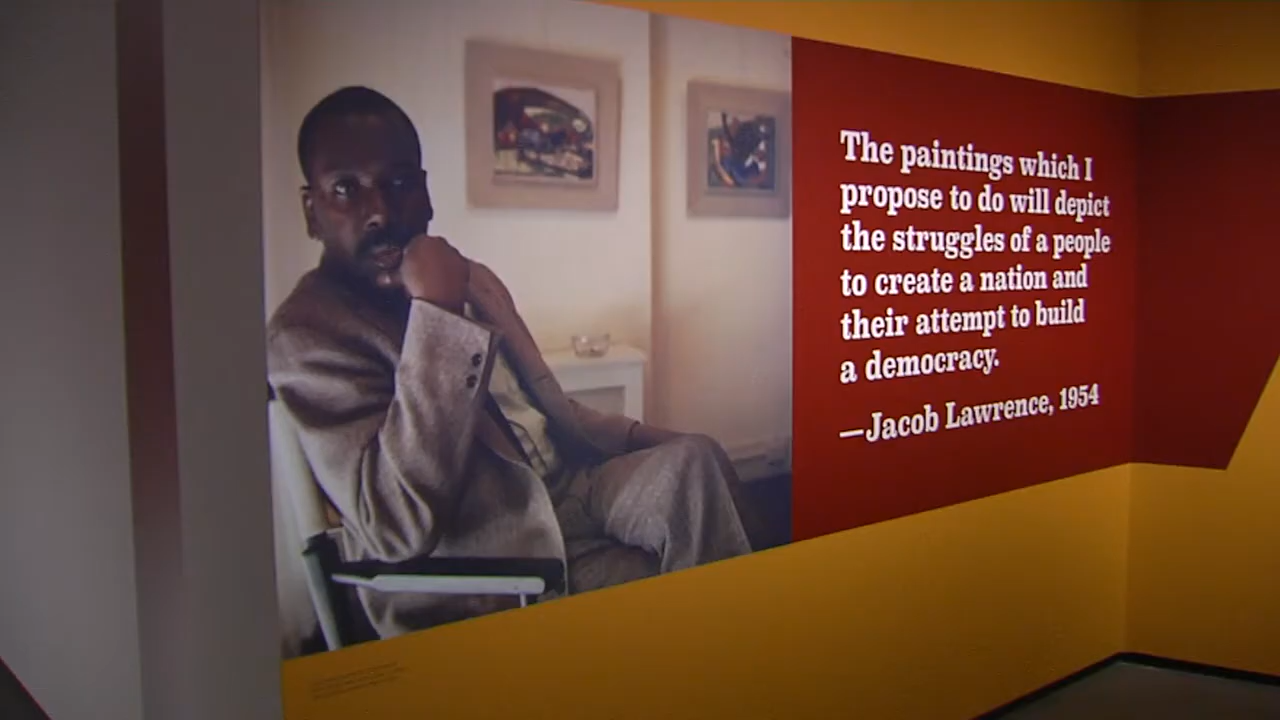 The paintings which I
propose to do will depict
the struggles of a people
to create a nation and
their attempt to build
a democracy.
—Jacob Lawrence, 1954